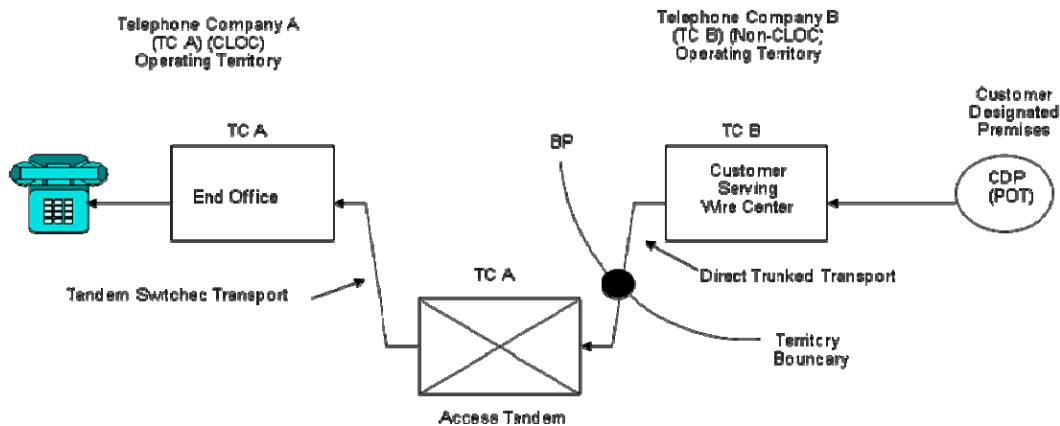 Telephone Company A
(TC A) (CLOC)
Operating Territory
Telephone Company B
(TC B) (Non-CLOC)
Operating Territory
Customer
Designated
Premises
TC A
End Office
BP
TC B
Customer
Serving
Wire Center
CDP
(POT)
Tandem Switched Transport
TC A
Direct Trunked Transport
Territory
Boundary
Access Tandem